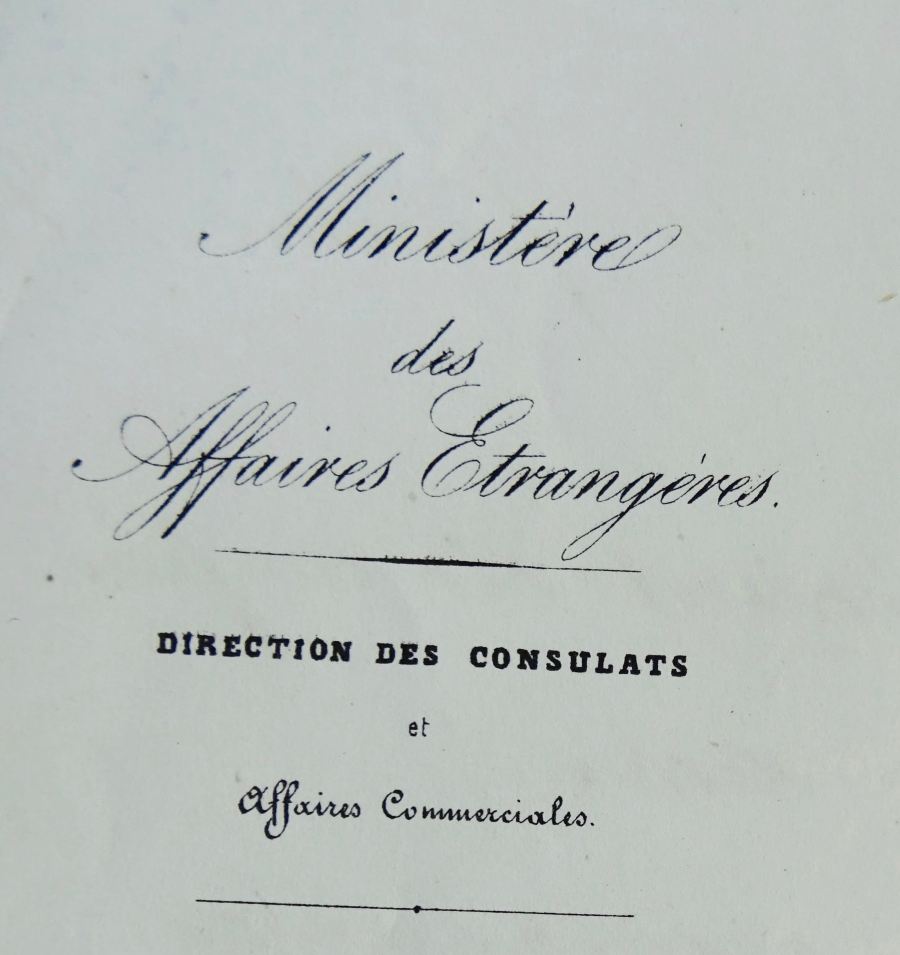 Ministère
des
Affaires Etrangères.
DIRECTION DES CONSULATS
et
Affaires Commerciales.